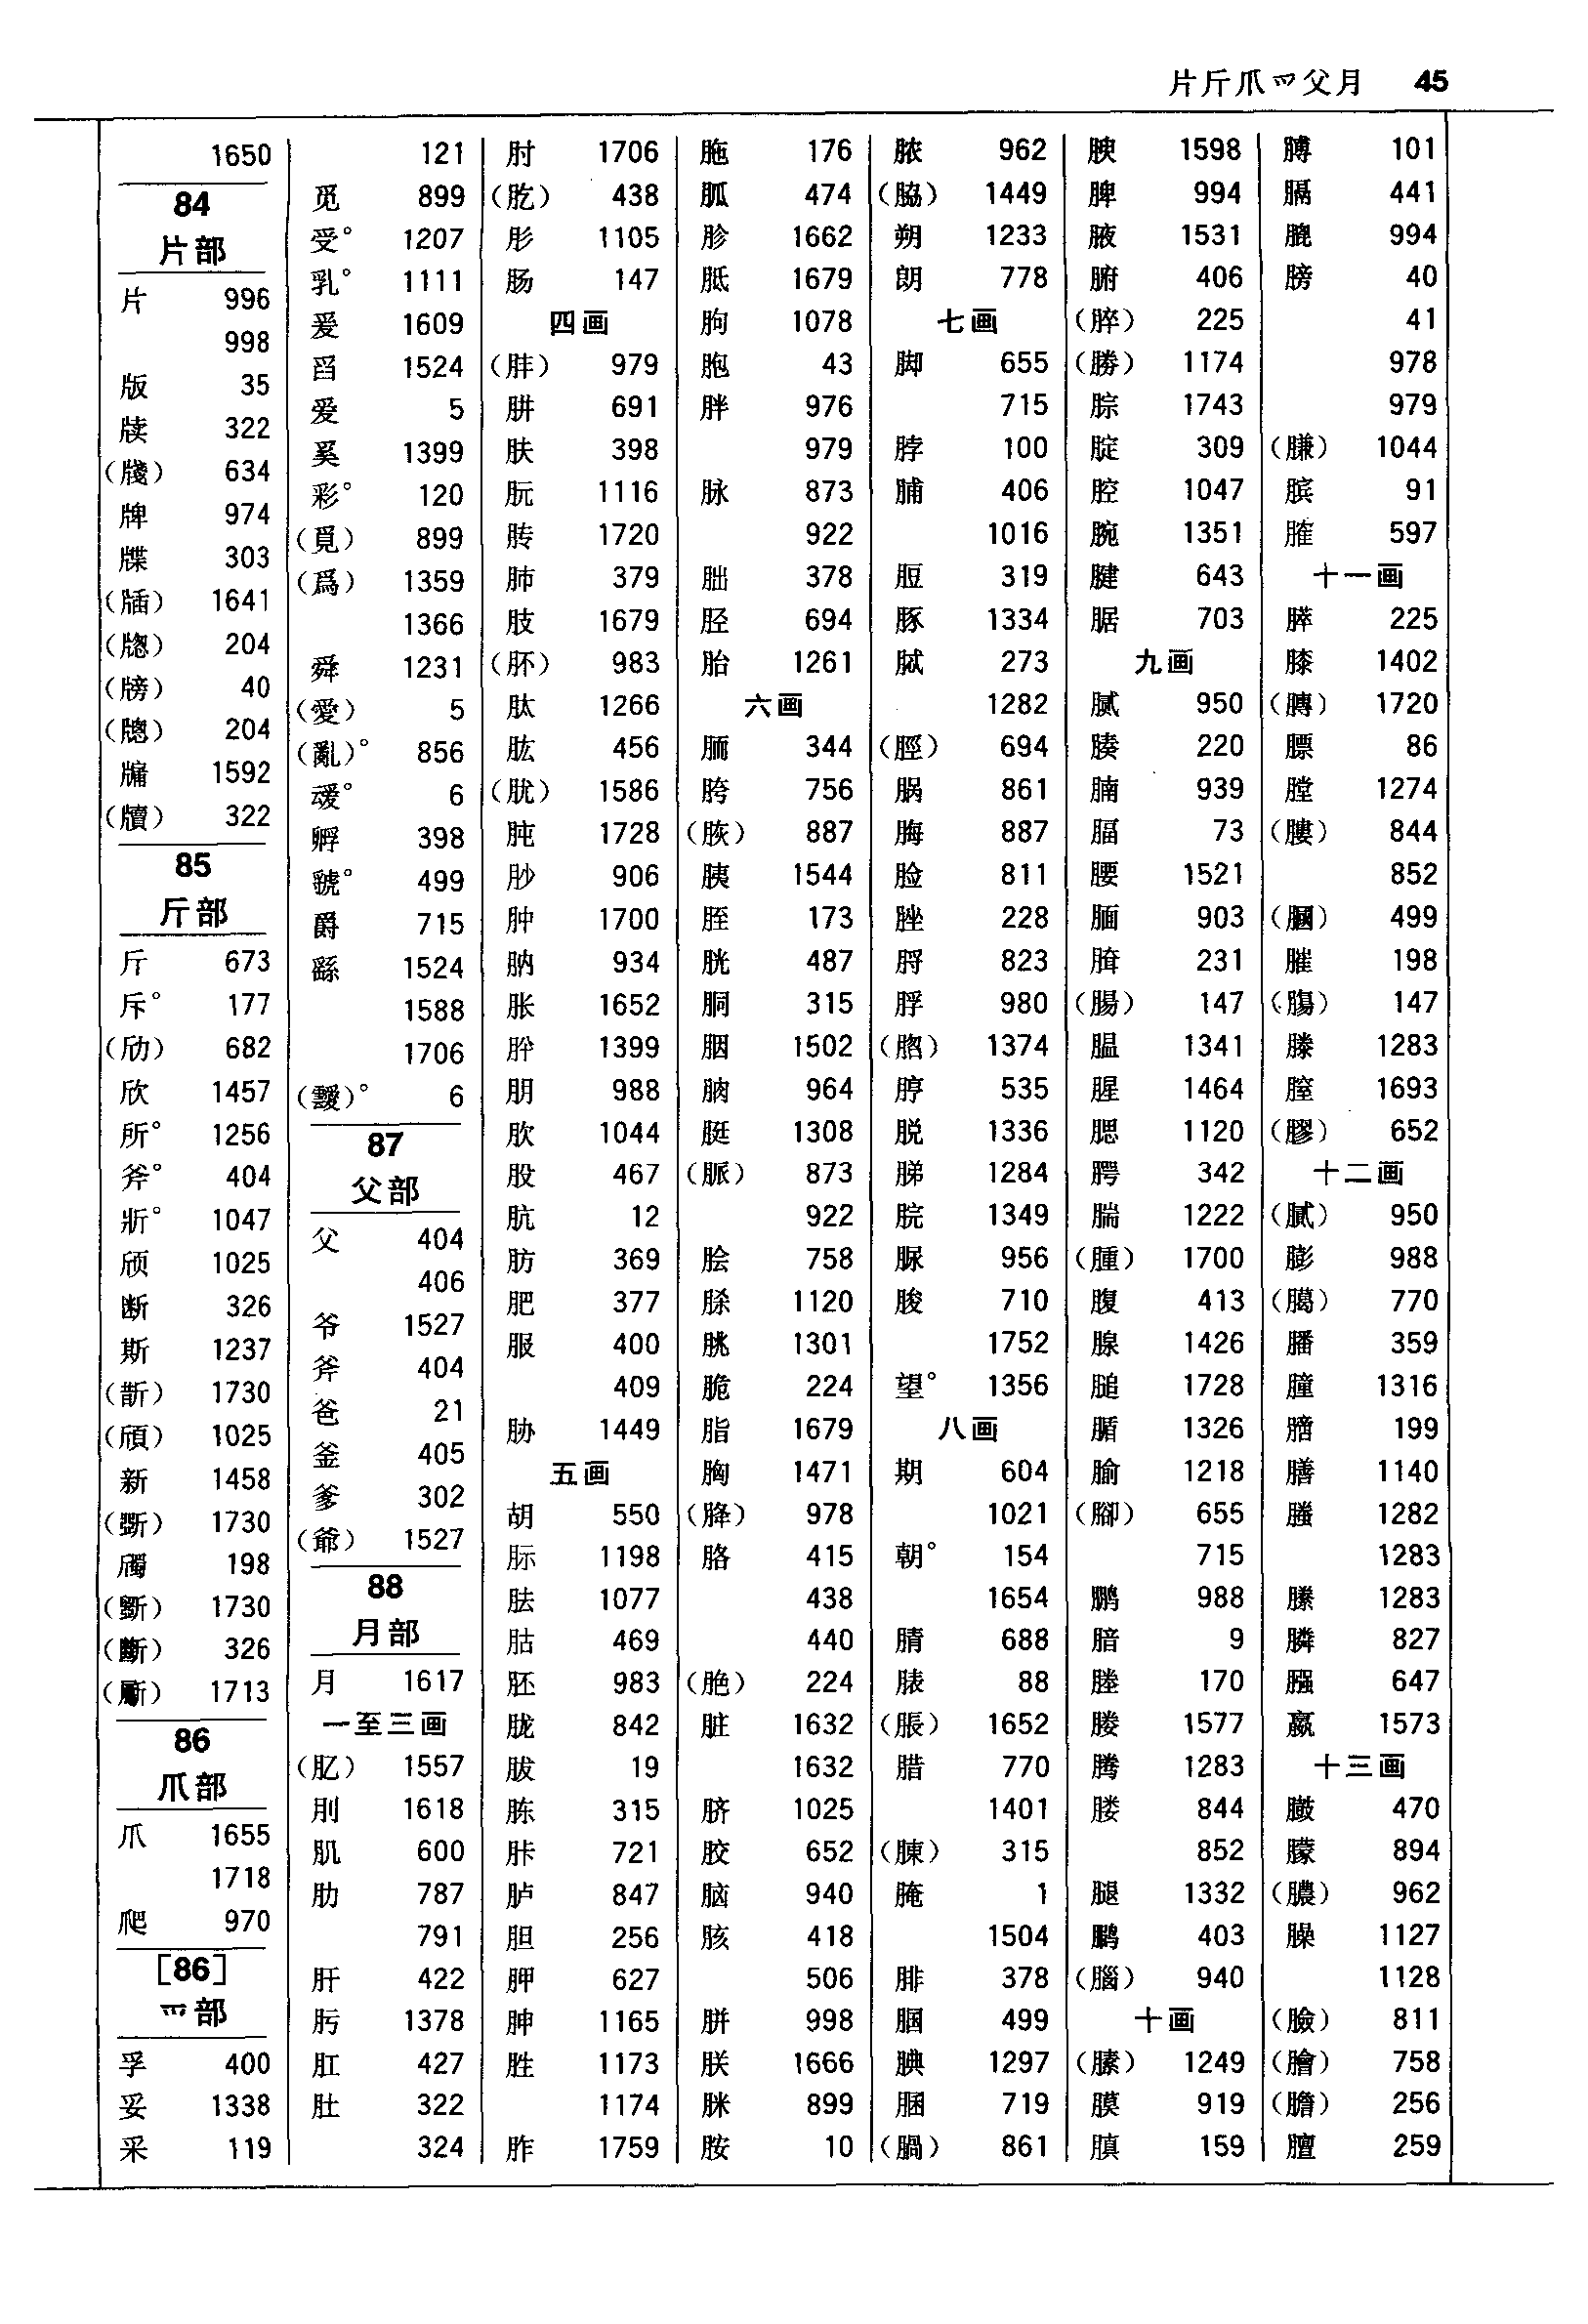 片斤爪爫父月 45
1650
84
片部
片 996
998
版 35
牍 322
(牋) 634
牌 974
牒 303
(牐) 1641
(牎) 204
(牓) 40
(牕) 204
牖 1592
(牘) 322
85
斤部
斤 673
斥° 177
(劤) 682
欣 1457
所° 1256
斧° 404
斨° 1047
颀 1025
断 326
斯 1237
(斮) 1730
(頎) 1025
新 1458
(斲) 1730
斶 198
(斵) 1730
(斷) 326
(斸) 1713
86
爪部
爪 1655
1718
爬 970
[86]
爫部
孚 400
妥 1338
采 119
121
觅 899
受° 1207
乳° 1111
爰 1609
舀 1524
爱 5
奚 1399
彩° 120
(覓) 899
(爲) 1359
1366
舜 1231
(愛) 5
(亂)° 856
叆° 6
孵 398
虢° 499
爵 715
繇 1524
1588
1706
(靉)° 6
87
父部
父 404
406
爷 1527
斧 404
爸 21
釜 405
爹 302
(爺) 1527
88
月部
月 1617
一至三画
(肊) 1557
刖 1618
肌 600
肋 787
791
肝 422
肟 1378
肛 427
肚 322
324
肘 1706
(肐) 438
肜 1105
肠 147
四画
(肨) 979
肼 691
肤 398
朊 1116
䏝 1720
肺 379
肢 1679
(肧) 983
肽 1266
肱 456
(肬) 1586
肫 1728
䏚 906
肿 1700
肭 934
胀 1652
肸 1399
朋 988
肷 1044
股 467
肮 12
肪 369
肥 377
服 400
409
胁 1449
五画
胡 550
胨 1198
胠 1077
胠 469
胚 983
胧 842
胈 19
胨 315
胩 721
胪 847
胆 256
胛 627
胂 1165
胜 1173
1174
胙 1759
胣 176
胍 474
胗 1662
胝 1679
朐 1078
胞 43
胖 976
979
脉 873
922
胐 378
胫 694
胎 1261
六画
胹 344
胯 756
(脄) 887
胰 1544
胵 173
胱 487
胴 315
胭 1502
朒 964
脡 1308
(脈) 873
922
脍 758
脎 1120
朓 1301
脆 224
脂 1679
胸 1471
(胮) 978
胳 415
438
440
(脃) 224
脏 1632
1632
脐 1025
胶 652
脑 940
胲 418
506
胼 998
朕 1666
脒 899
胺 10
脓 962
(脇) 1449
朔 1233
朗 778
七画
脚 655
715
脖 100
脯 406
1016
脰 319
豚 1334
脦 273
1282
(脛) 694
脶 861
脢 887
脸 811
脞 228
脟 823
脬 980
(脗) 1374
脝 535
脱 1336
䏲 1284
脘 1349
脲 956
朘 710
1752
望° 1356
八画
期 604
1021
朝° 154
1654
腈 688
脿 88
(脹) 1652
腊 770
1401
(腖) 315
腌 1
1504
腓 378
腘 499
腆 1297
腘 719
(腡) 861
腴 1598
脾 994
腋 1531
腑 406
(脺) 225
(勝) 1174
腙 1743
腚 309
腔 1047
腕 1351
腱 643
腒 703
九画
腻 950
腠 220
腩 939
腷 73
腰 1521
腼 903
腌 231
(腸) 147
腽 1341
腥 1464
腮 1120
腭 342
腨 1222
(腫) 1700
腹 413
腺 1426
膇 1728
腯 1326
腧 1218
(腳) 655
715
鹏 988
腤 9
塍 170
媵 1577
腾 1283
䁖 844
852
腿 1332
鹏 403
(腦) 940
十画
(膆) 1249
膜 919
䐜 159
膊 101
膈 441
膍 994
膀 40
41
978
979
(膁) 1044
膑 91
膗 597
十一画
膵 225
膝 1402
(膞) 1720
膘 86
膛 1274
(膢) 844
852
(膕) 499
膗 198
(膓) 147
滕 1283
膣 1693
(膠) 652
十二画
(膩) 950
膨 988
(臈) 770
膰 359
膧 1316
䐶 199
膳 1140
螣 1282
1283
縢 1283
膦 827
膙 647
嬴 1573
十三画
臌 470
朦 894
(膿) 962
臊 1127
1128
(臉) 811
(膾) 758
(膽) 256
膻 259